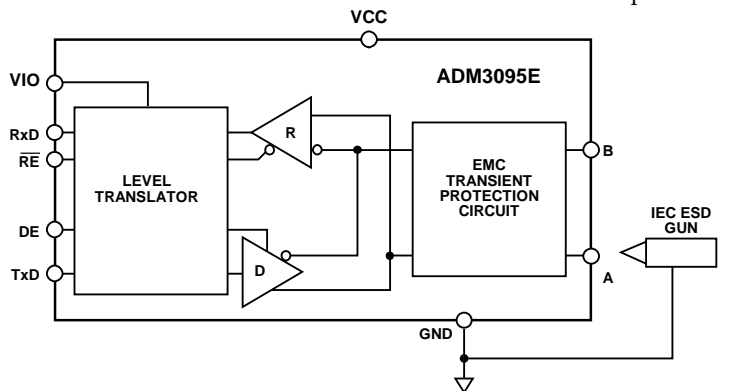 VCC
ADM3095E
VIO
RxD
RE
DE
TxD
LEVEL
TRANSLATOR
R
D
EMC
TRANSIENT
PROTECTION
CIRCUIT
B
A
IEC ESD
GUN
GND